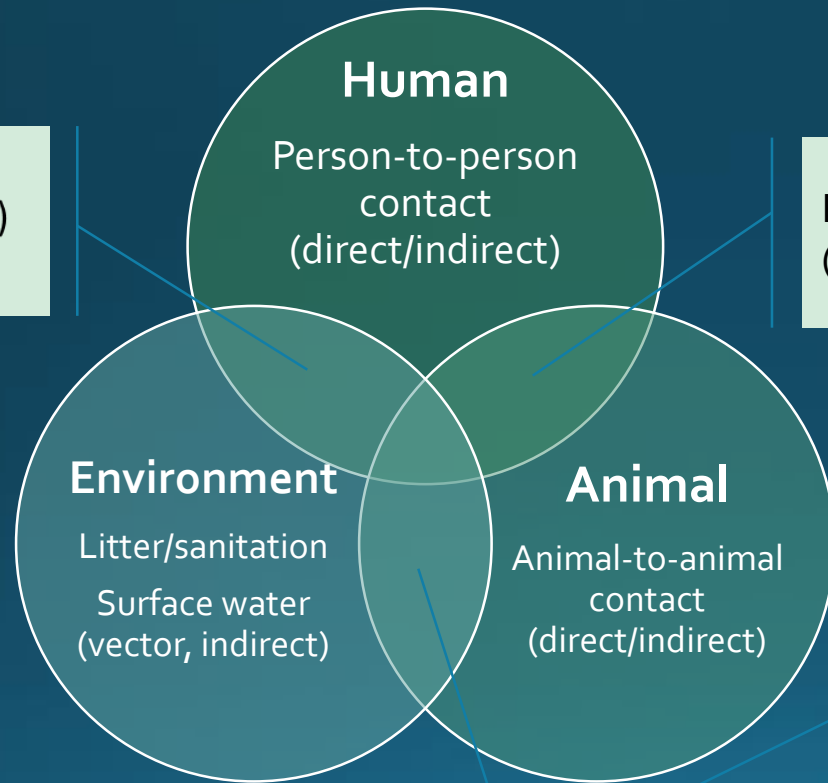 Human
Person-to-person
contact
(direct/indirect)
Environment
Litter/sanitation
Surface water
(vector, indirect)
Animal
Animal-to-animal
contact
(direct/indirect)